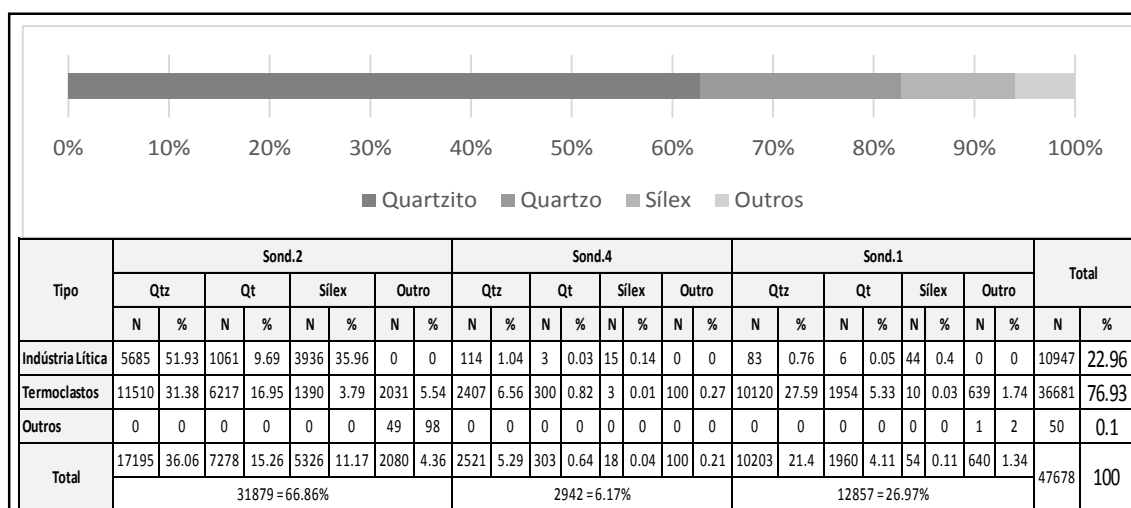 0% 10% 20% 30% 40% 50% 60% 70% 80% 90% 100%
Quartzito Quartzo Sílex Outros
Tipo Sond.2 Sond.4 Sond.1 Total
Qtz Qt Sílex Outro Qtz Qt Sílex Outro Qtz Qt Sílex Outro
N % N % N % N % N % N % N % N % N % N % N % N % N %
Indústria Lítica 5685 51.93 1061 9.69 3936 35.96 0 0 114 1.04 3 0.03 15 0.14 0 0 83 0.76 6 0.05 44 0.4 0 0 10947 22.96
Termoclastos 11510 31.38 6217 16.95 1390 3.79 2031 5.54 2407 6.56 300 0.82 3 0.01 100 0.27 10120 27.59 1954 5.33 10 0.03 639 1.74 36681 76.93
Outros 0 0 0 0 0 0 49 98 0 0 0 0 0 0 0 0 0 0 0 0 0 0 1 2 50 0.1
Total 17195 36.06 7278 15.26 5326 11.17 2080 4.36 2521 5.29 303 0.64 18 0.04 100 0.21 10203 21.4 1960 4.11 54 0.11 640 1.34 47678 100
31879 = 66.86% 2942 = 6.17% 12857 = 26.97%